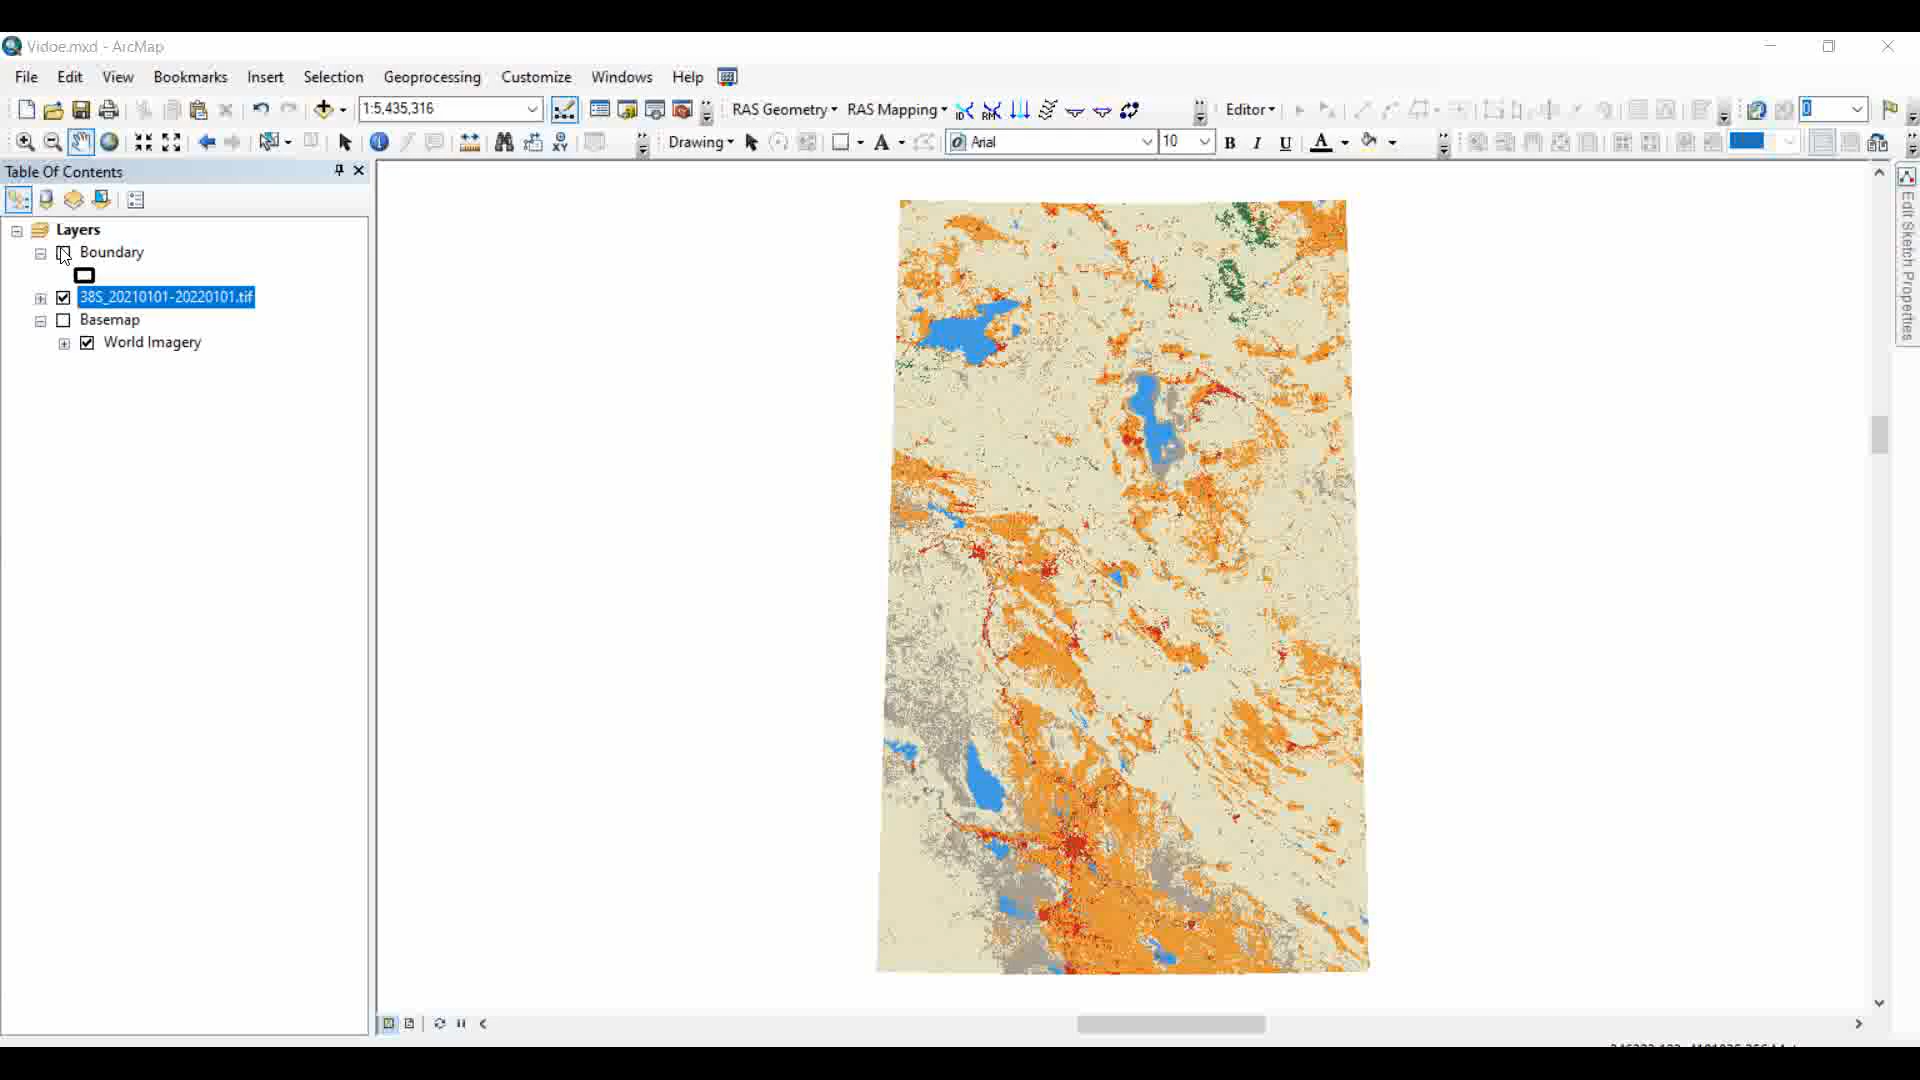 Vidoe.mxd - ArcMap
File Edit View Bookmarks Insert Selection Geoprocessing Customize Windows Help
1:5,435,316 RAS Geometry RAS Mapping Editor 0
Drawing A Arial 10 B I U A
Table Of Contents
Layers
Boundary
38S_20210101-20220101.tif
Basemap
World Imagery
Edit Sketch Properties